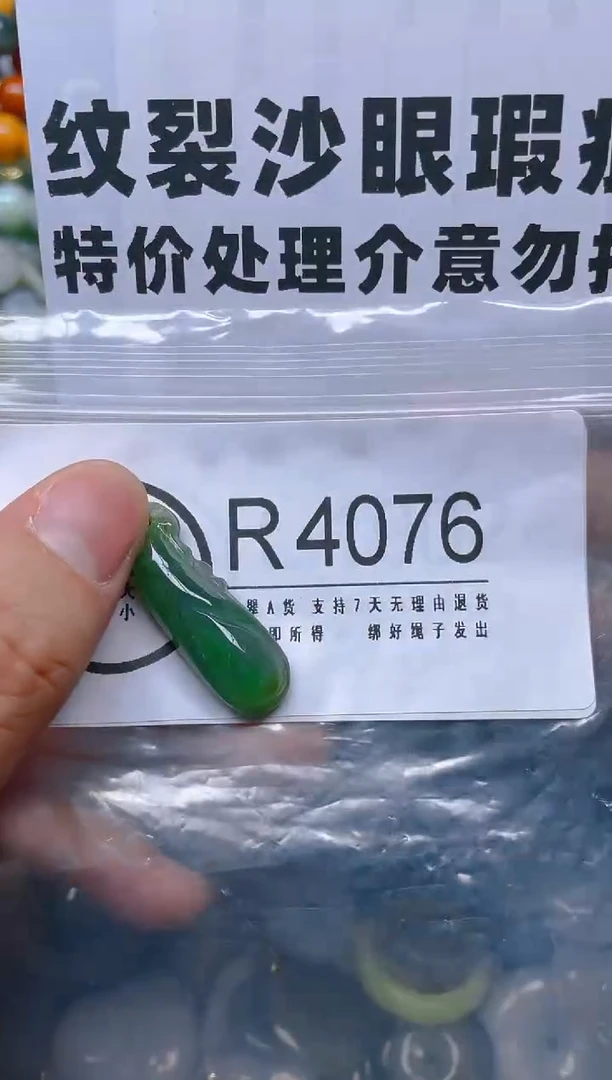 纹裂沙眼瑕
特价处理介意勿
R4076
A货 支持7天无理由退货
小
即所得 绑好绳子发出